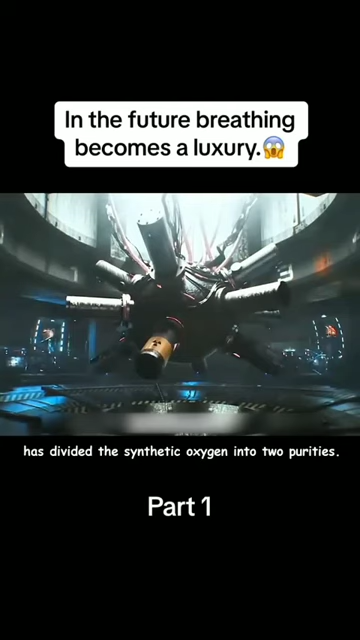 In the future breathing
becomes a luxury.😱
has divided the synthetic oxygen into two purities.
Part 1